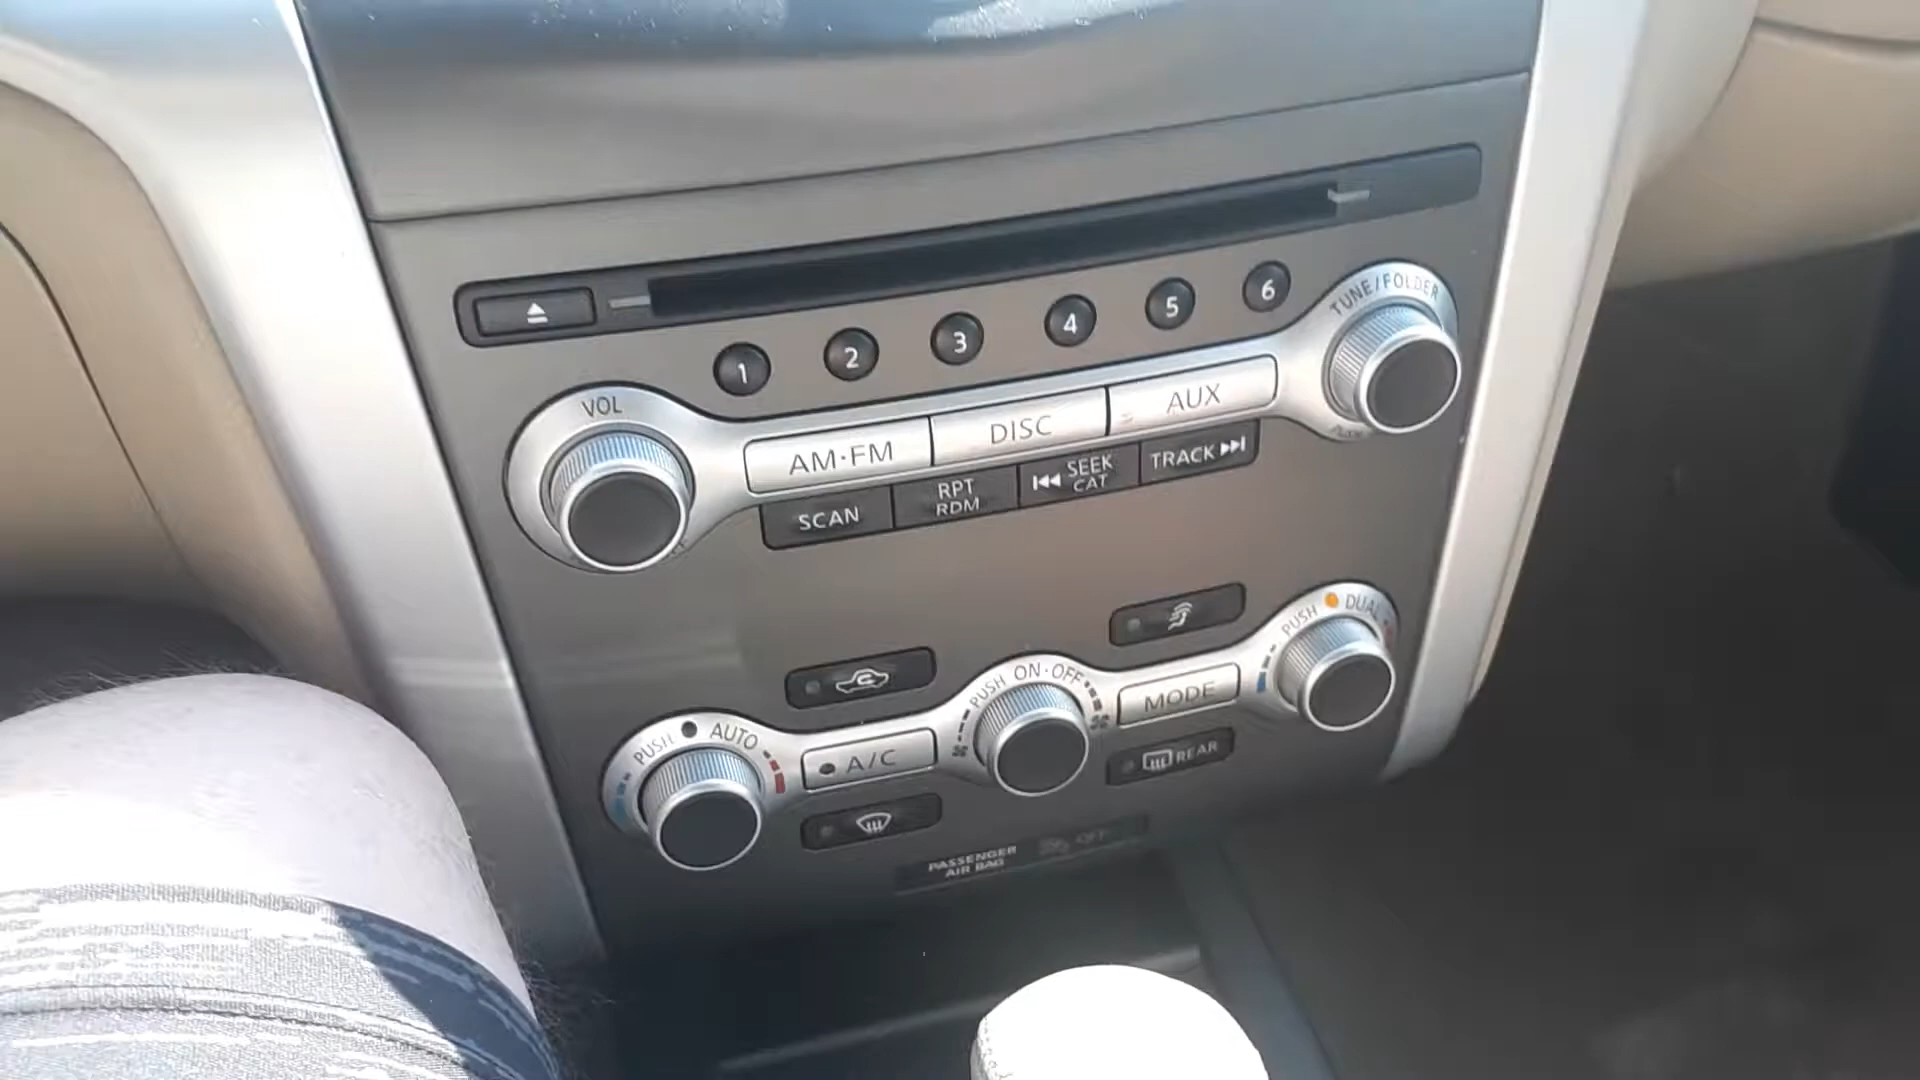 TUNE/FOLDER
1
2
3
4
5
6
VOL
AM·FM
DISC
AUX
SCAN
RPT
RDM
SEEK
CAT
TRACK
PUSH
DUAL
PUSH ON·OFF
MODE
PUSH
AUTO
A/C
REAR
PASSENGER
AIR BAG
OFF